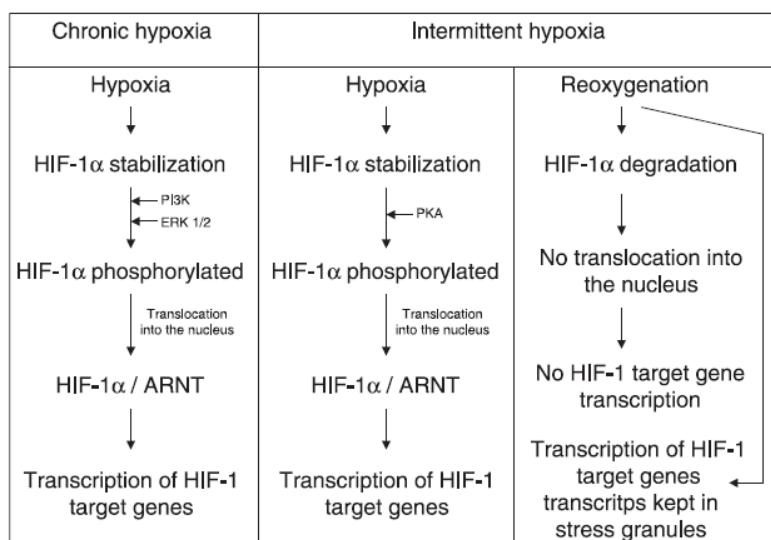 Chronic hypoxia
Intermittent hypoxia
Hypoxia
HIF-1α stabilization
PI3K
ERK 1/2
HIF-1α phosphorylated
Translocation
into the nucleus
HIF-1α / ARNT
Transcription of HIF-1
target genes
Hypoxia
HIF-1α stabilization
PKA
HIF-1α phosphorylated
Translocation
into the nucleus
HIF-1α / ARNT
Transcription of HIF-1
target genes
Reoxygenation
HIF-1α degradation
No translocation into
the nucleus
No HIF-1 target gene
transcription
Transcription of HIF-1
target genes
transcritps kept in
stress granules